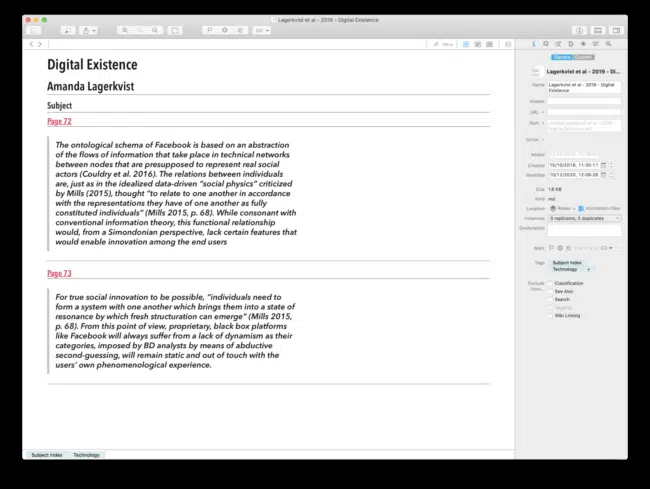 Lagerkvist et al - 2019 - Digital Existence
Digital Existence
Amanda Lagerkvist
Subject
Page 72
The ontological schema of Facebook is based on an abstraction
of the flows of information that take place in technical networks
between nodes that are presupposed to represent real social
actors (Couldry et al. 2016). The relations between individuals
are, just as in the idealized data-driven “social physics” criticized
by Mills (2015), thought “to relate to one another in accordance
with the representations they have of one another as fully
constituted individuals” (Mills 2015, p. 68). While consonant with
conventional information theory, this functional relationship
would, from a Simondonian perspective, lack certain features that
would enable innovation among the end users
Page 73
For true social innovation to be possible, “individuals need to
form a system with one another which brings them into a state of
resonance by which fresh structuration can emerge” (Mills 2015,
p. 68). From this point of view, proprietary, black box platforms
like Facebook will always suffer from a lack of dynamism as their
categories, imposed by BD analysts by means of abductive
second-guessing, will remain static and out of touch with the
users’ own phenomenological experience.
Subject Index Technology
Generic Custom
Lagerkvist et al - 2019 - Di...
Name Lagerkvist et al - 2019 - Digital
Existence
Aliases
URL
Path
Added
Created 15/10/2019, 11:35:11
Modified 10/12/2020, 12:58:28
Size 1.8 KB
Kind md
Location Annotation Files
Instances 3 replicants, 0 duplicates
Tags Subject Index
Technology
Exclude
from... Classification
See Also
Search
Tagging
Wiki Linking